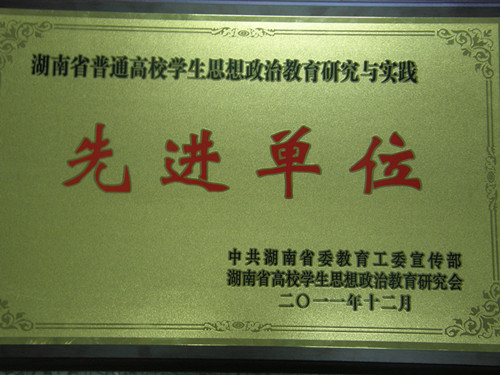 湖南省普通高校学生思想政治教育研究与实践
先进单位
中共湖南省委教育工委宣传部
湖南省高校学生思想政治教育研究会
二〇一一年十二月